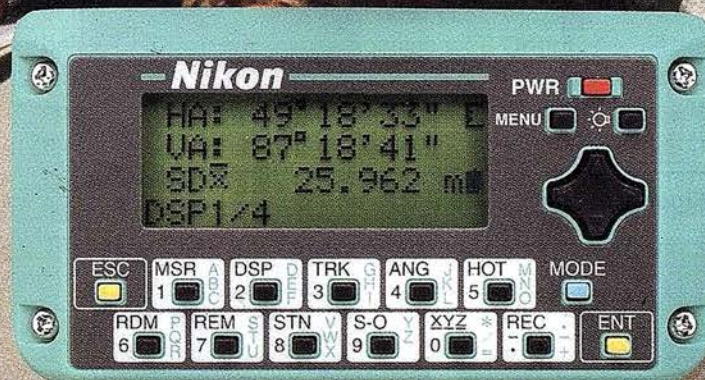 Nikon
PWR
MENU
HA: 49°18'33" E
VA: 87°18'41"
SDx̄ 25.962 m
DSP1/4
ESC MSR 1 ABC DSP 2 DEF TRK 3 GHI ANG 4 JKL HOT 5 MNO MODE
RDM 6 PQR REM 7 STU STN 8 VWX S-O 9 YZ XYZ 0 */= REC -. .-+ ENT